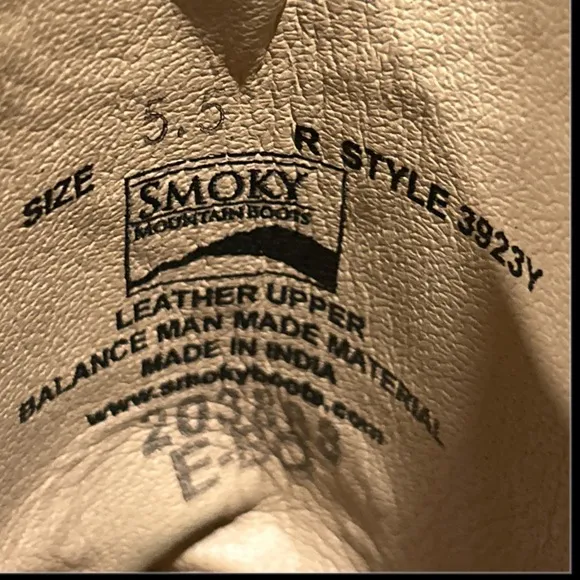 SIZE 5.5 R STYLE 3923Y
SMOKY
MOUNTAIN BOOTS
LEATHER UPPER
BALANCE MAN MADE MATERIAL
MADE IN INDIA
www.smokyboots.com